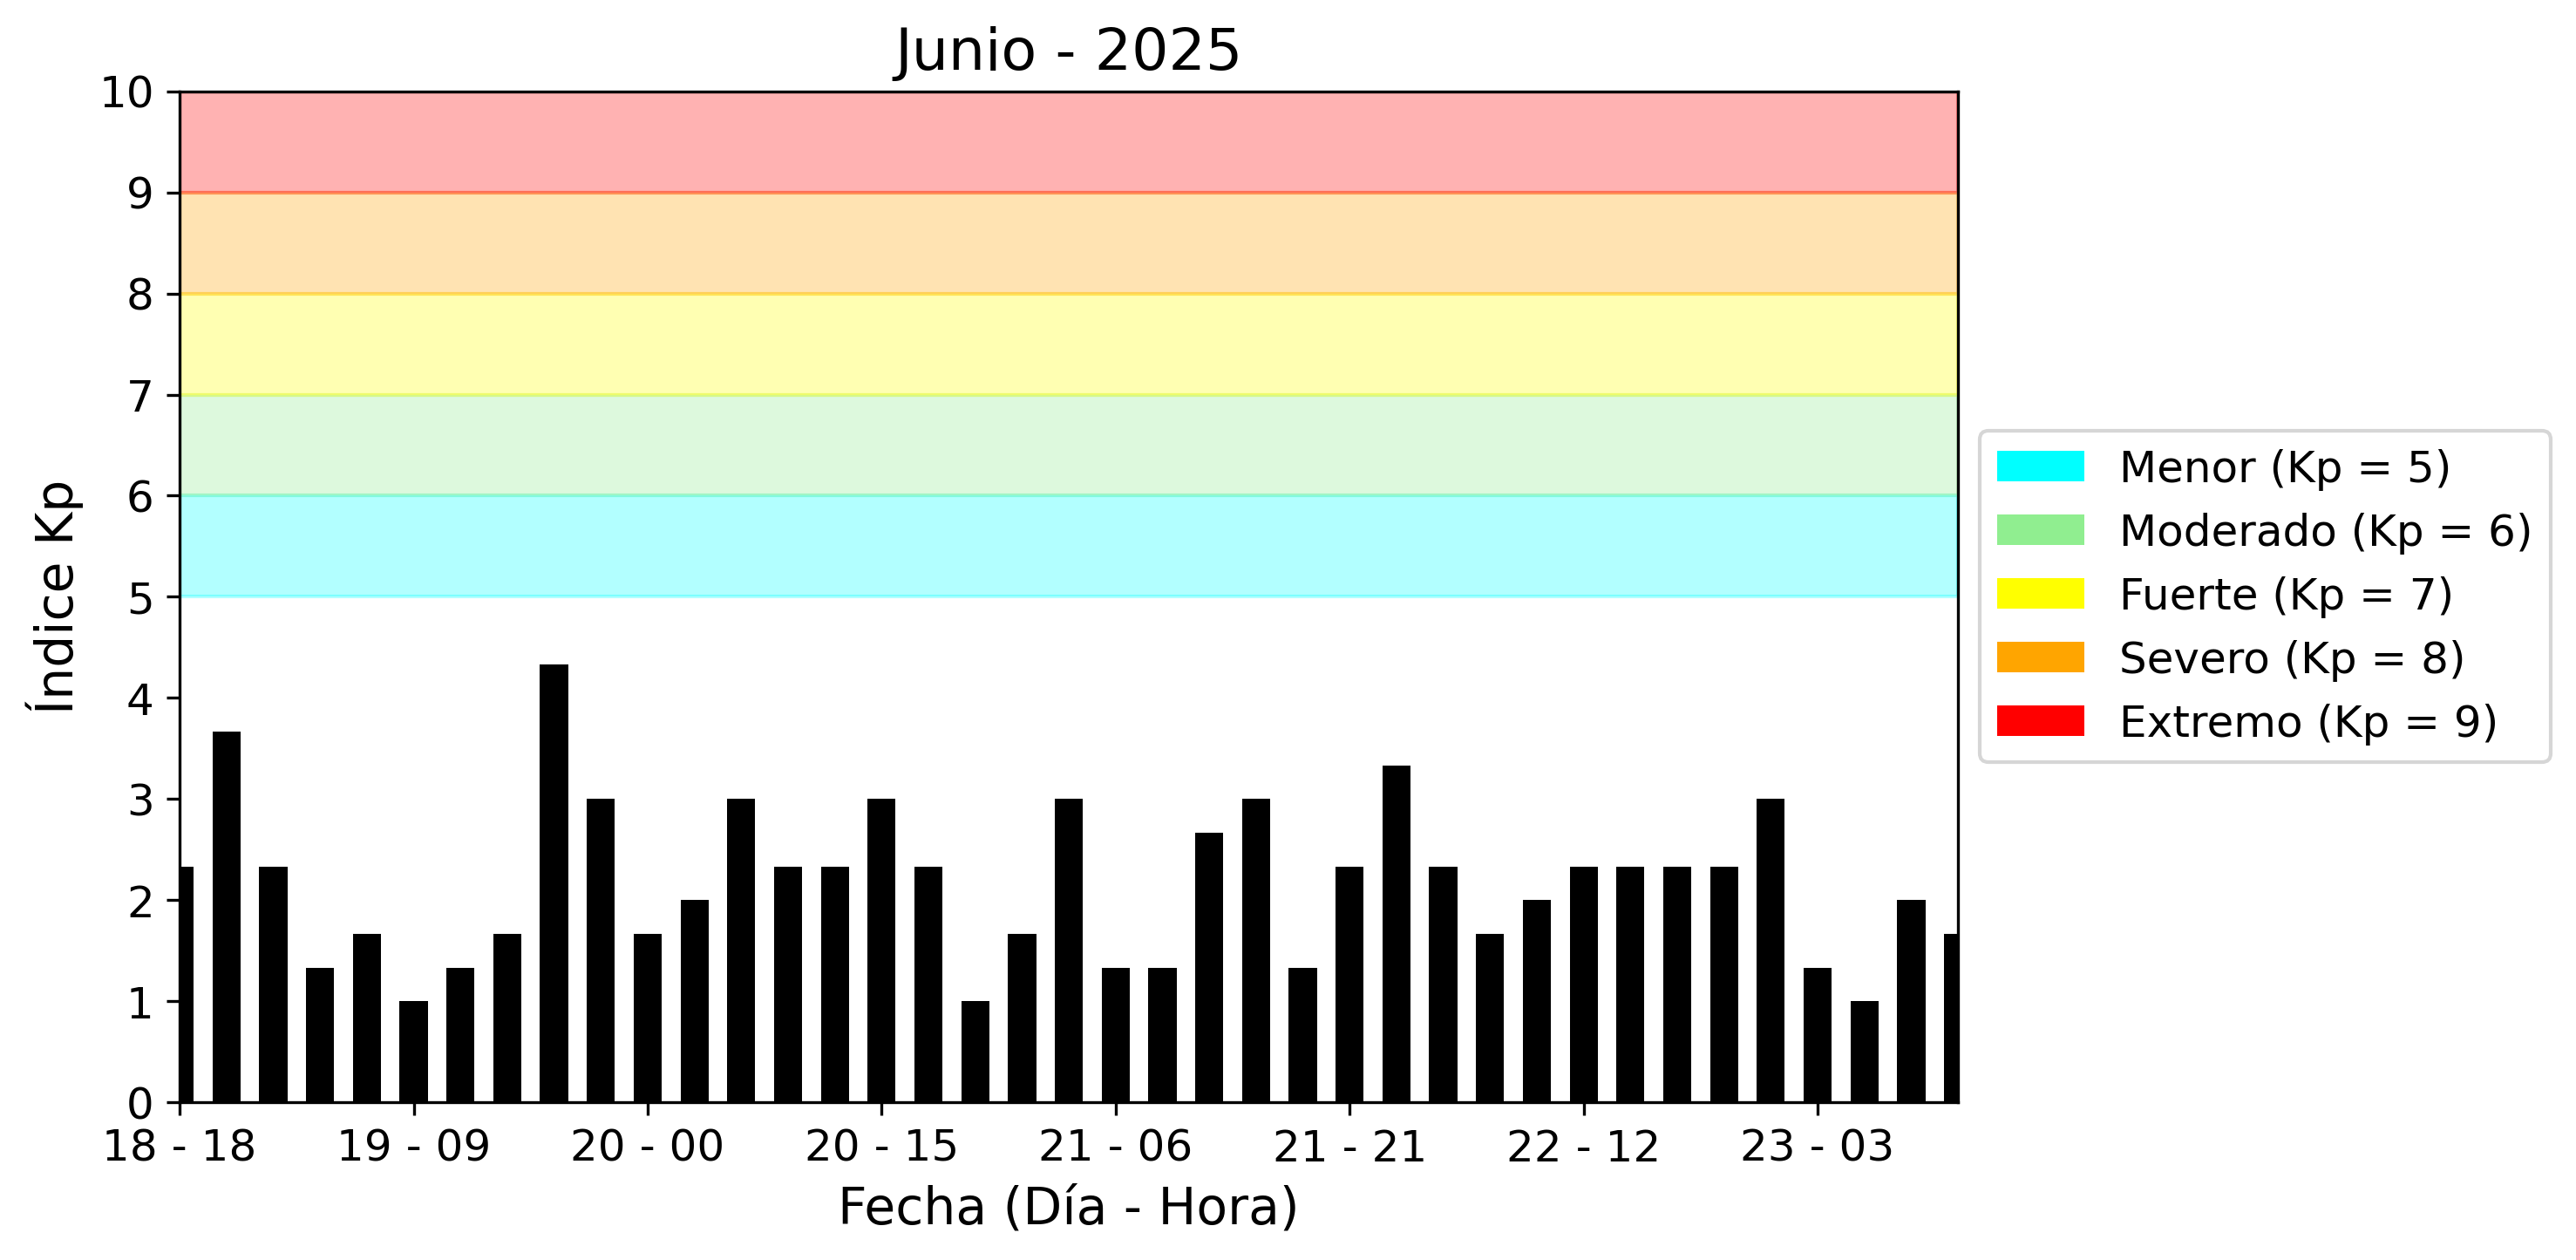 Junio - 2025
10
9
8
7
6
5
4
3
2
1
0
Índice Kp
18 - 18 19 - 09 20 - 00 20 - 15 21 - 06 21 - 21 22 - 12 23 - 03
Fecha (Día - Hora)
Menor (Kp = 5)
Moderado (Kp = 6)
Fuerte (Kp = 7)
Severo (Kp = 8)
Extremo (Kp = 9)